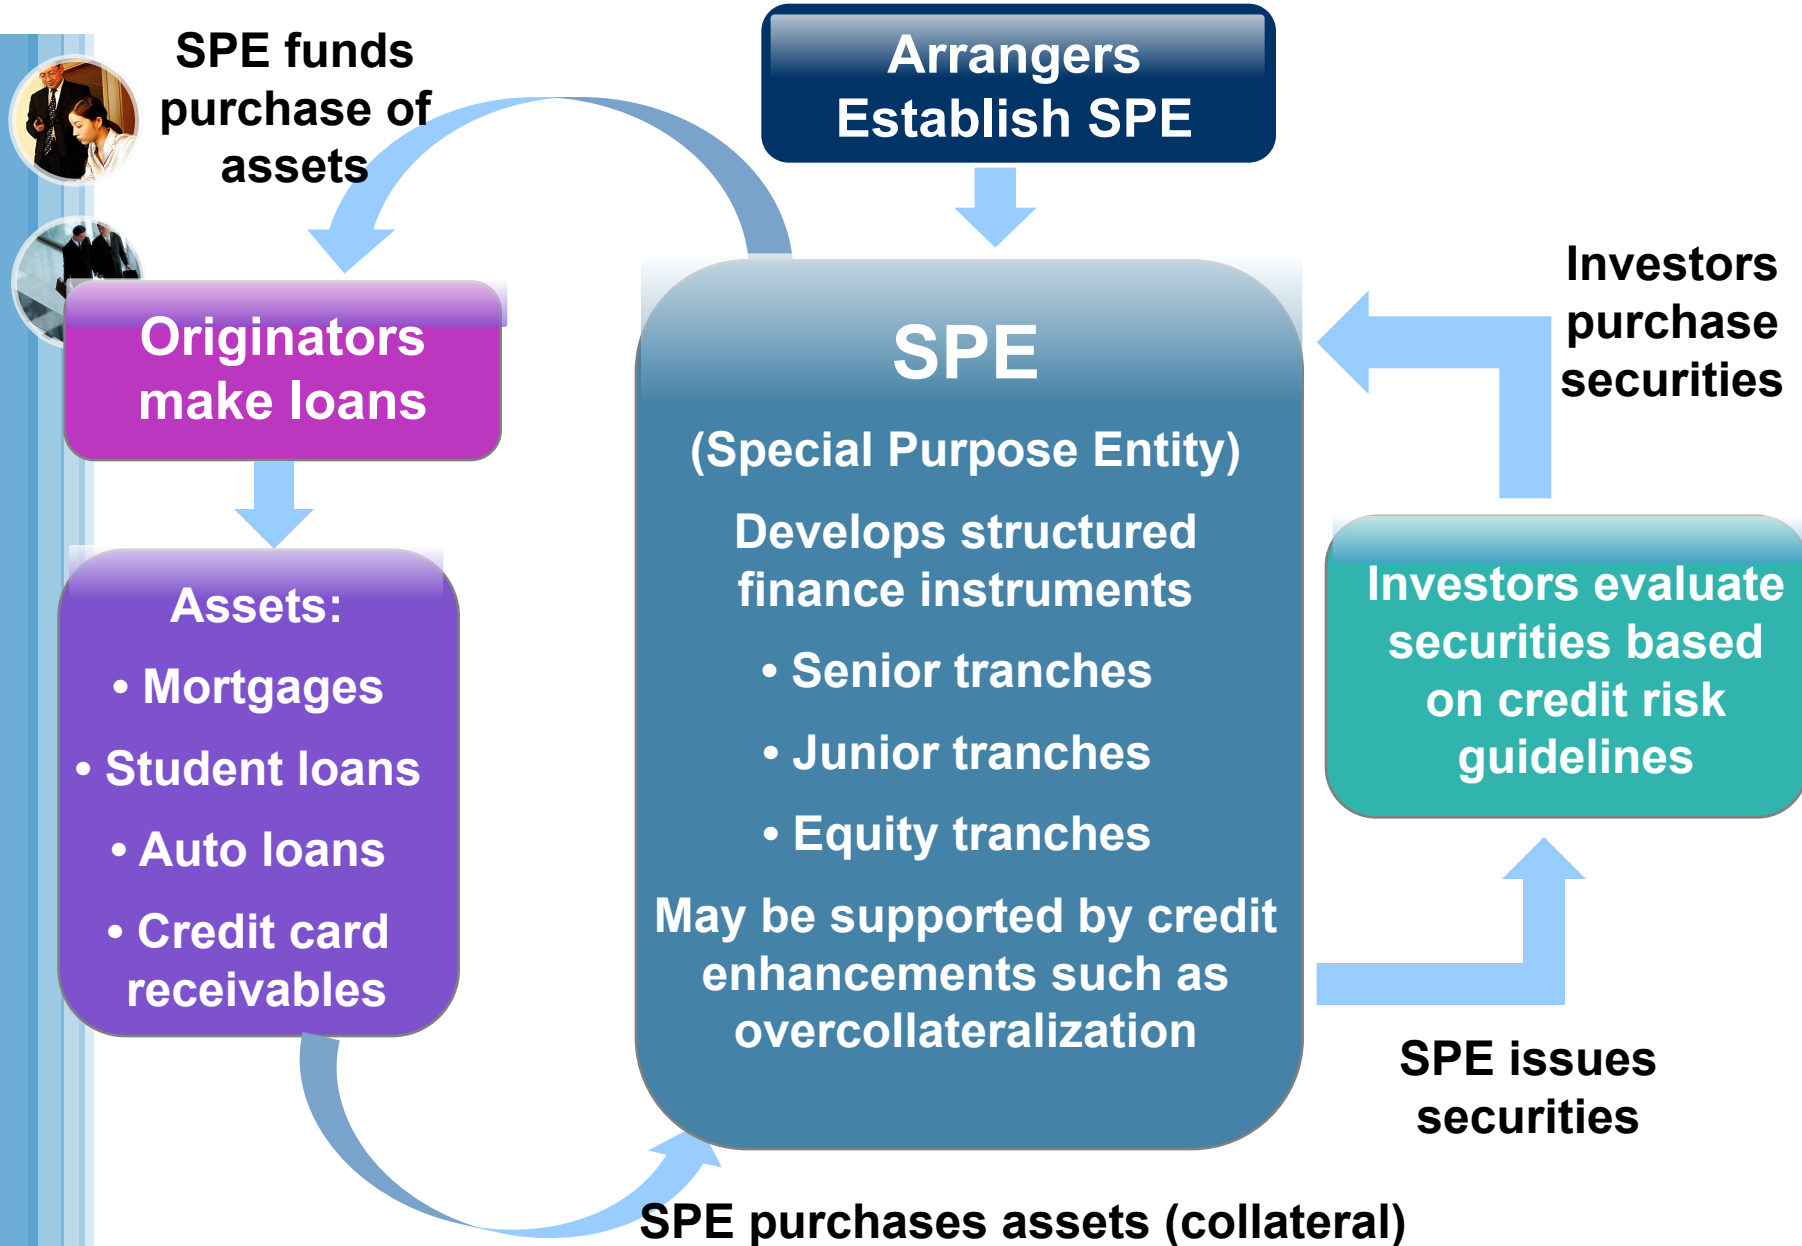 SPE funds
purchase of
assets
Arrangers
Establish SPE
Originators
make loans
Assets:
• Mortgages
• Student loans
• Auto loans
• Credit card
receivables
SPE
(Special Purpose Entity)
Develops structured
finance instruments
• Senior tranches
• Junior tranches
• Equity tranches
May be supported by credit
enhancements such as
overcollateralization
Investors
purchase
securities
Investors evaluate
securities based
on credit risk
guidelines
SPE issues
securities
SPE purchases assets (collateral)